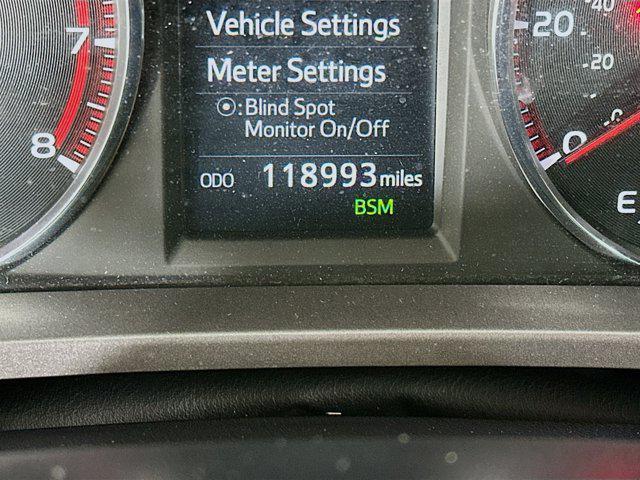 Vehicle Settings
Meter Settings
: Blind Spot
Monitor On/Off
ODO 118993 miles
BSM
7
8
20
0
40
20
0
E